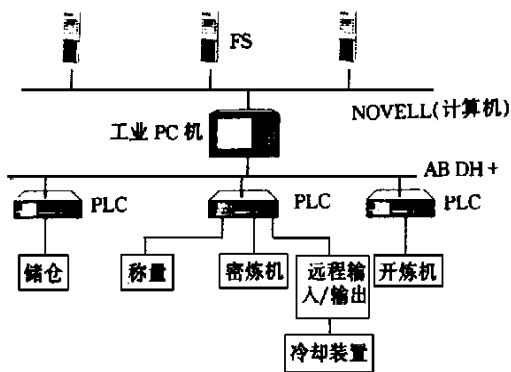 FS
NOVELL(计算机)
工业 PC 机
AB DH +
PLC
PLC
PLC
储仓
称量
密炼机
远程输
入/输出
开炼机
冷却装置